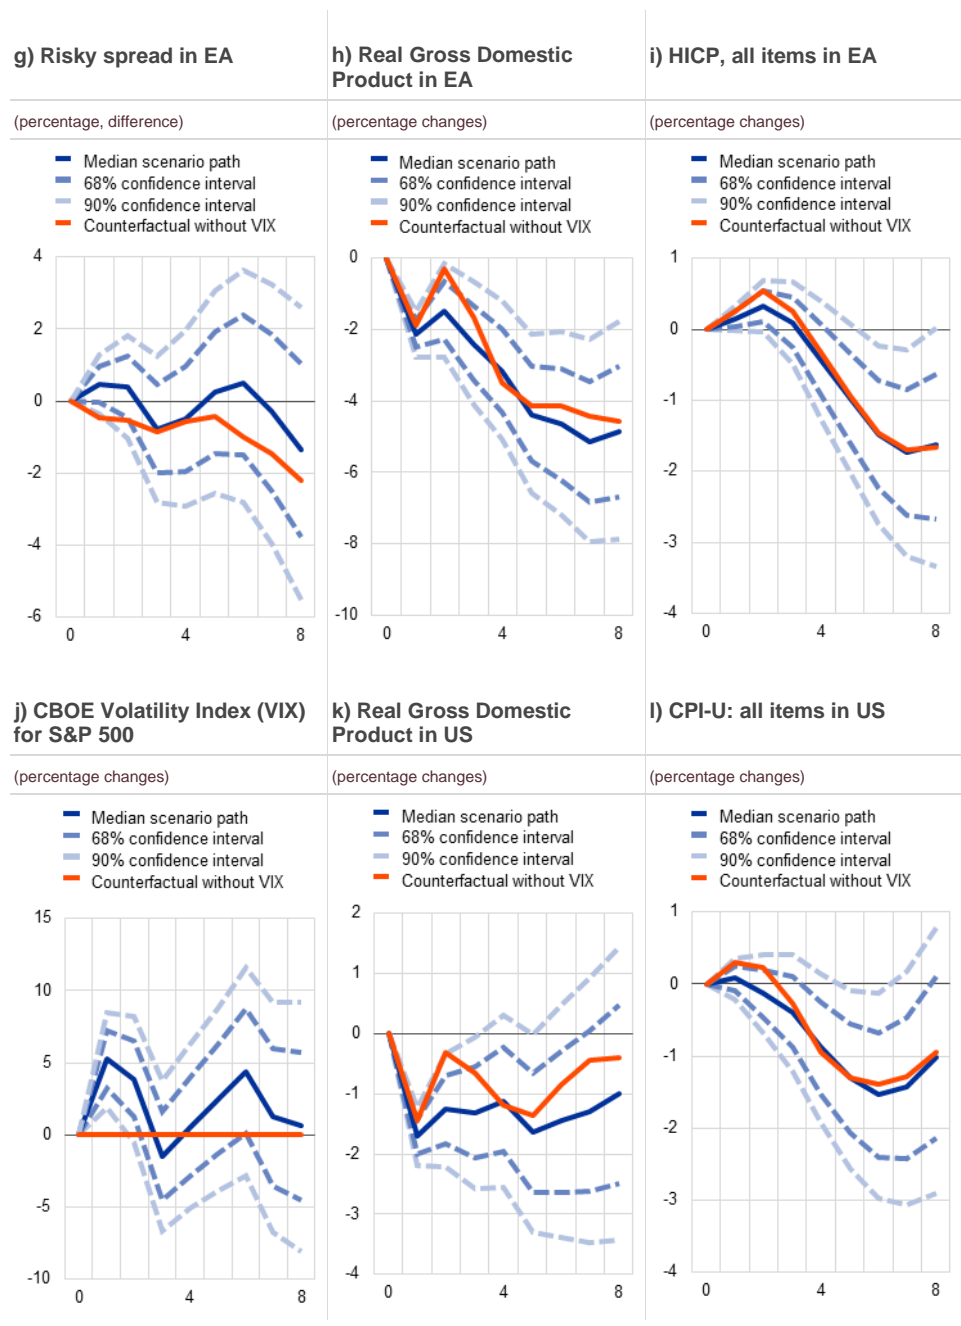 g) Risky spread in EA
(percentage, difference)
Median scenario path
68% confidence interval
90% confidence interval
Counterfactual without VIX
4
2
0
-2
-4
-6
0 4 8
h) Real Gross Domestic
Product in EA
(percentage changes)
Median scenario path
68% confidence interval
90% confidence interval
Counterfactual without VIX
0
-2
-4
-6
-8
-10
0 4 8
i) HICP, all items in EA
(percentage changes)
Median scenario path
68% confidence interval
90% confidence interval
Counterfactual without VIX
1
0
-1
-2
-3
-4
0 4 8
j) CBOE Volatility Index (VIX)
for S&P 500
(percentage changes)
Median scenario path
68% confidence interval
90% confidence interval
Counterfactual without VIX
15
10
5
0
-5
-10
0 4 8
k) Real Gross Domestic
Product in US
(percentage changes)
Median scenario path
68% confidence interval
90% confidence interval
Counterfactual without VIX
2
1
0
-1
-2
-3
-4
0 4 8
l) CPI-U: all items in US
(percentage changes)
Median scenario path
68% confidence interval
90% confidence interval
Counterfactual without VIX
1
0
-1
-2
-3
-4
0 4 8